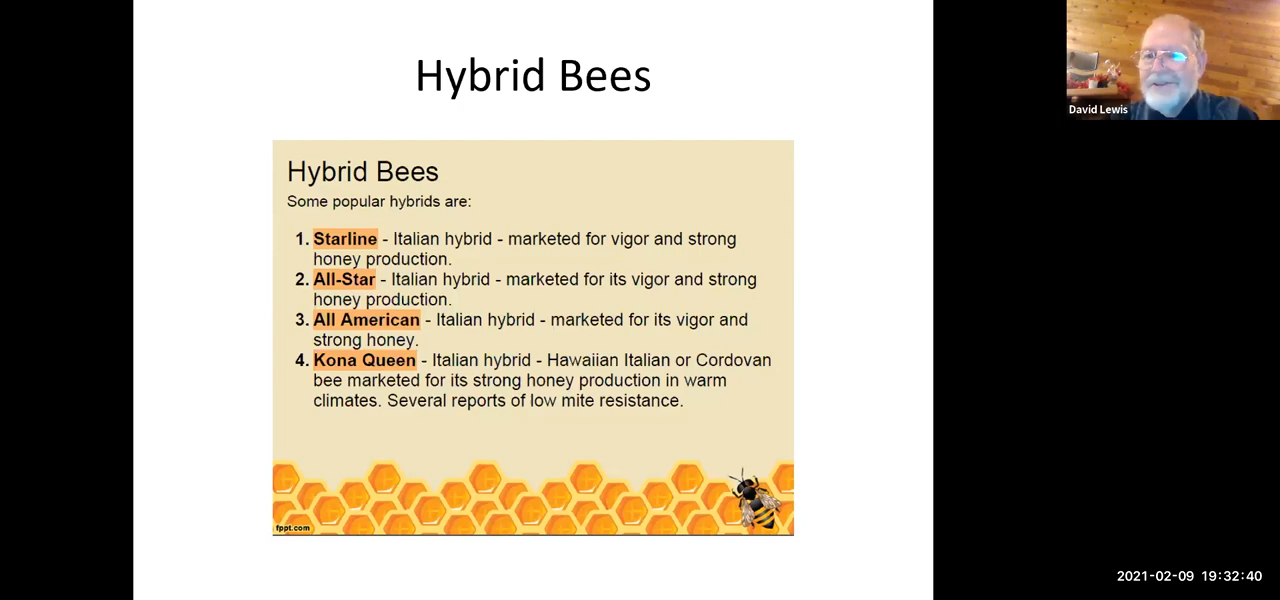 Hybrid Bees
David Lewis
Hybrid Bees
Some popular hybrids are:
1. Starline - Italian hybrid - marketed for vigor and strong
honey production.
2. All-Star - Italian hybrid - marketed for its vigor and strong
honey production.
3. All American - Italian hybrid - marketed for its vigor and
strong honey.
4. Kona Queen - Italian hybrid - Hawaiian Italian or Cordovan
bee marketed for its strong honey production in warm
climates. Several reports of low mite resistance.
fppt.com
2021-02-09 19:32:40